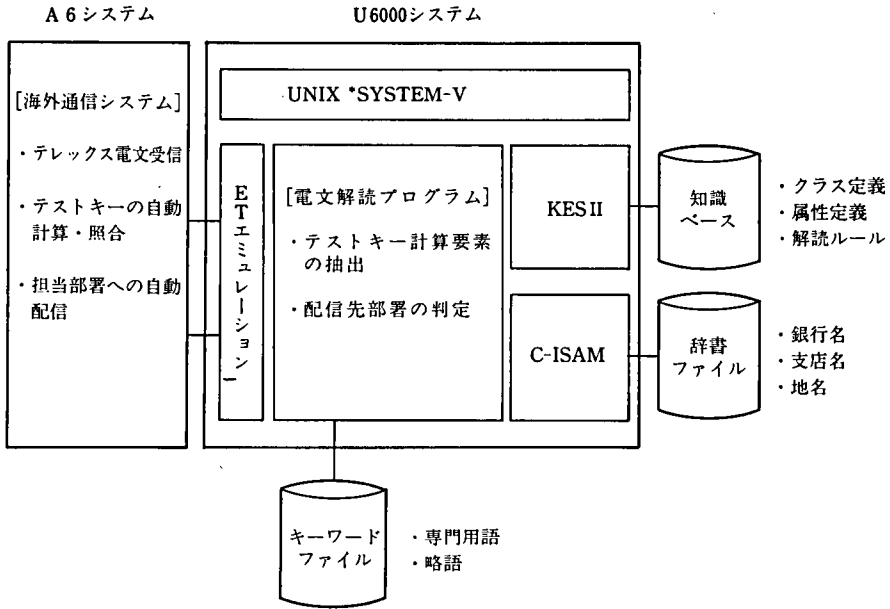 A6システム
U6000システム
[海外通信システム]
・テレックス電文受信
・テストキーの自動
計算・照合
・担当部署への自動
配信
UNIX *SYSTEM-V
ETエミュレーション
[電文解読プログラム]
・テストキー計算要素
の抽出
・配信先部署の判定
KESII
C-ISAM
知識
ベース
・クラス定義
・属性定義
・解読ルール
辞書
ファイル
・銀行名
・支店名
・地名
キーワード
ファイル
・専門用語
・略語